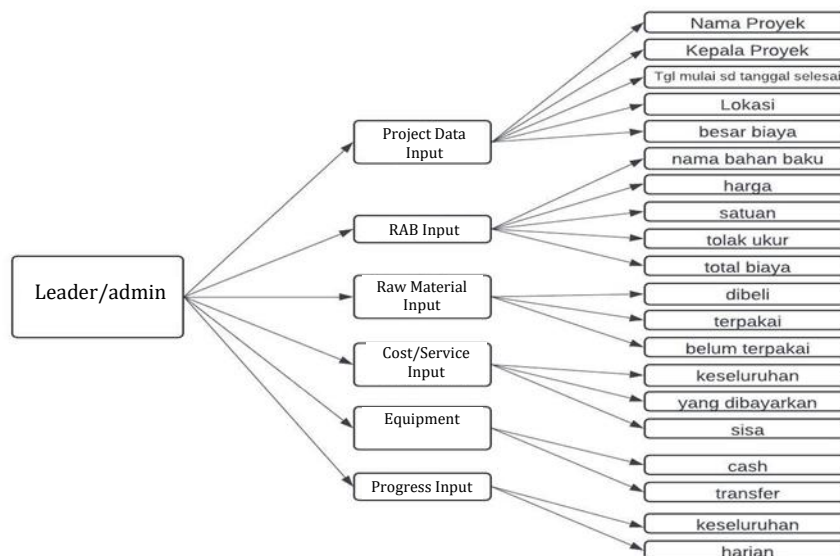 Leader/admin
Project Data
Input
RAB Input
Raw Material
Input
Cost/Service
Input
Equipment
Progress Input
Nama Proyek
Kepala Proyek
Tgl mulai sd tanggal selesai
Lokasi
besar biaya
nama bahan baku
harga
satuan
tolak ukur
total biaya
dibeli
terpakai
belum terpakai
keseluruhan
yang dibayarkan
sisa
cash
transfer
keseluruhan
harian